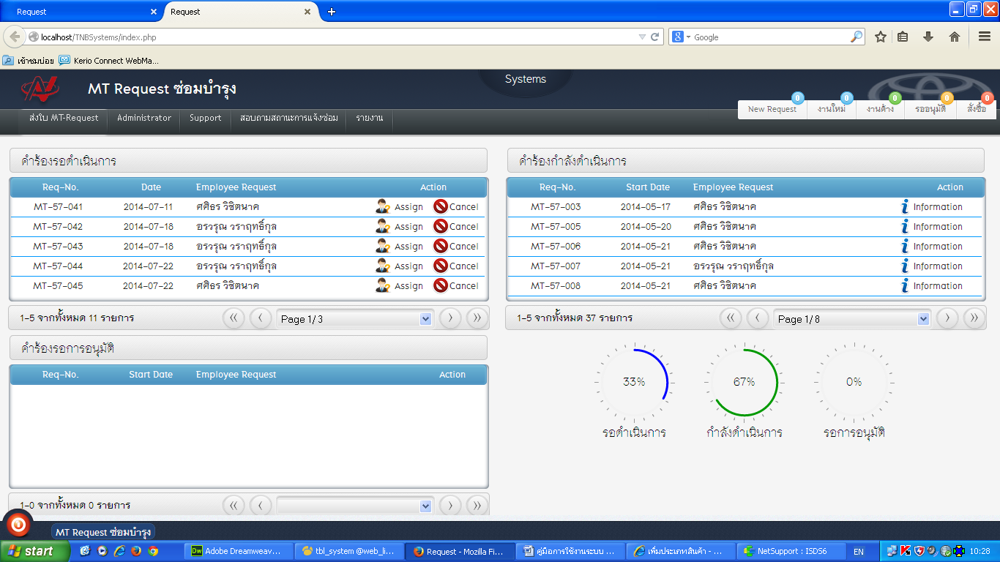 Request
Request
localhost/TNBSystems/index.php
Google
เข้าชมบ่อย Kerio Connect WebMa...
MT Request ซ่อมบำรุง
Systems
0 0 0 0 0
New Request งานใหม่ งานค้าง รออนุมัติ สั่งซื้อ
ส่งใบ MT-Request Administrator Support สอบถามสถานะการแจ้งซ่อม รายงาน
คำร้องรอดำเนินการ
Req-No. Date Employee Request Action
MT-57-041 2014-07-11 ศศิธร วิชิตนาค Assign Cancel
MT-57-042 2014-07-18 อรวรุณ วราฤทธิ์กุล Assign Cancel
MT-57-043 2014-07-18 อรวรุณ วราฤทธิ์กุล Assign Cancel
MT-57-044 2014-07-22 อรวรุณ วราฤทธิ์กุล Assign Cancel
MT-57-045 2014-07-22 ศศิธร วิชิตนาค Assign Cancel
1-5 จากทั้งหมด 11 รายการ Page 1/ 3
คำร้องกำลังดำเนินการ
Req-No. Start Date Employee Request Action
MT-57-003 2014-05-17 ศศิธร วิชิตนาค Information
MT-57-005 2014-05-20 ศศิธร วิชิตนาค Information
MT-57-006 2014-05-21 ศศิธร วิชิตนาค Information
MT-57-007 2014-05-21 อรวรุณ วราฤทธิ์กุล Information
MT-57-008 2014-05-21 ศศิธร วิชิตนาค Information
1-5 จากทั้งหมด 37 รายการ Page 1/ 8
คำร้องรอการอนุมัติ
Req-No. Start Date Employee Request Action
1-0 จากทั้งหมด 0 รายการ
33% 67% 0%
รอดำเนินการ กำลังดำเนินการ รอการอนุมัติ
MT Request ซ่อมบำรุง
start Adobe Dreamweav... tbl_system @web_li... Request - Mozilla Fi... คู่มือการใช้งานระบบ ... เพิ่มประเภทสินค้า - ... NetSupport : ISD56 EN 10:28